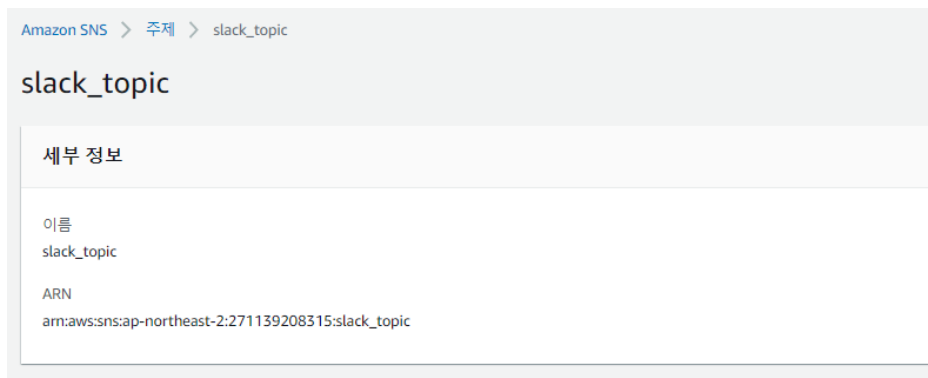 Amazon SNS > 주제 > slack_topic
slack_topic
세부 정보
이름
slack_topic
ARN
arn:aws:sns:ap-northeast-2:271139208315:slack_topic